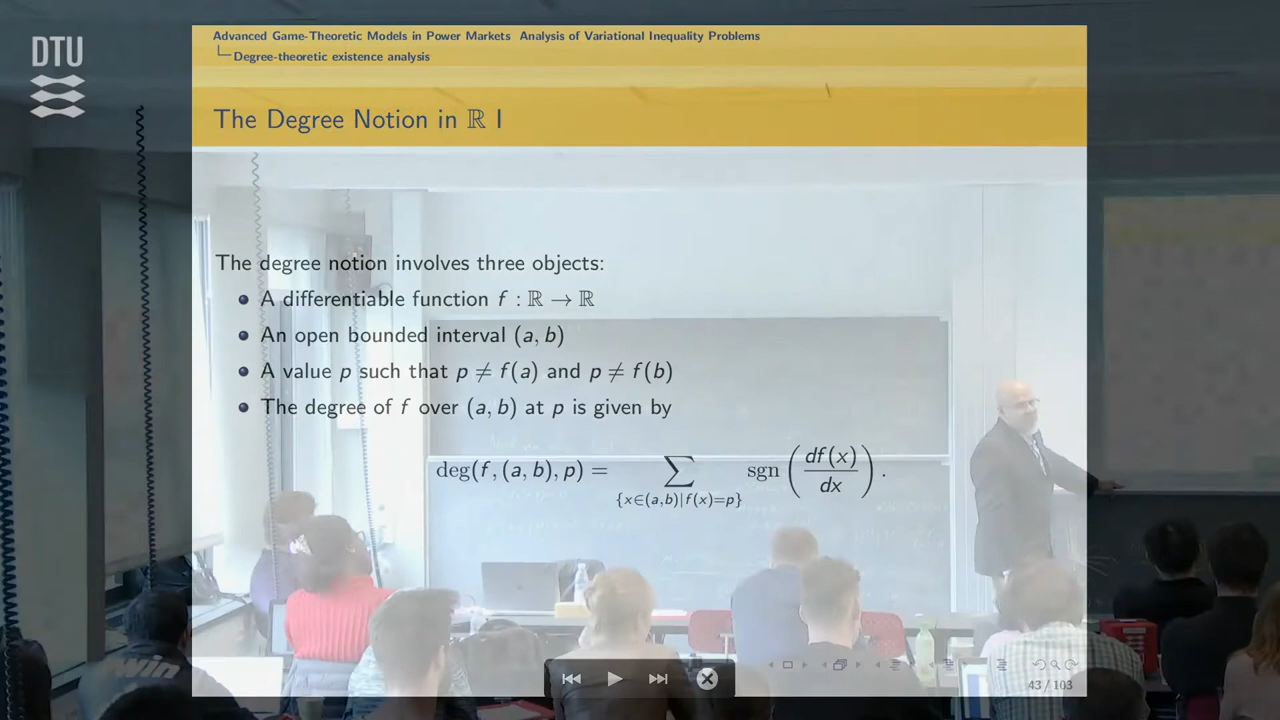 DTU
Advanced Game-Theoretic Models in Power Markets Analysis of Variational Inequality Problems
Degree-theoretic existence analysis
The Degree Notion in ℝ I
The degree notion involves three objects:
• A differentiable function f : ℝ → ℝ
• An open bounded interval (a, b)
• A value p such that p ≠ f(a) and p ≠ f(b)
• The degree of f over (a, b) at p is given by
deg(f, (a, b), p) = ∑_{x∈(a,b)|f(x)=p} sgn (df(x)/dx).
win
43 / 103